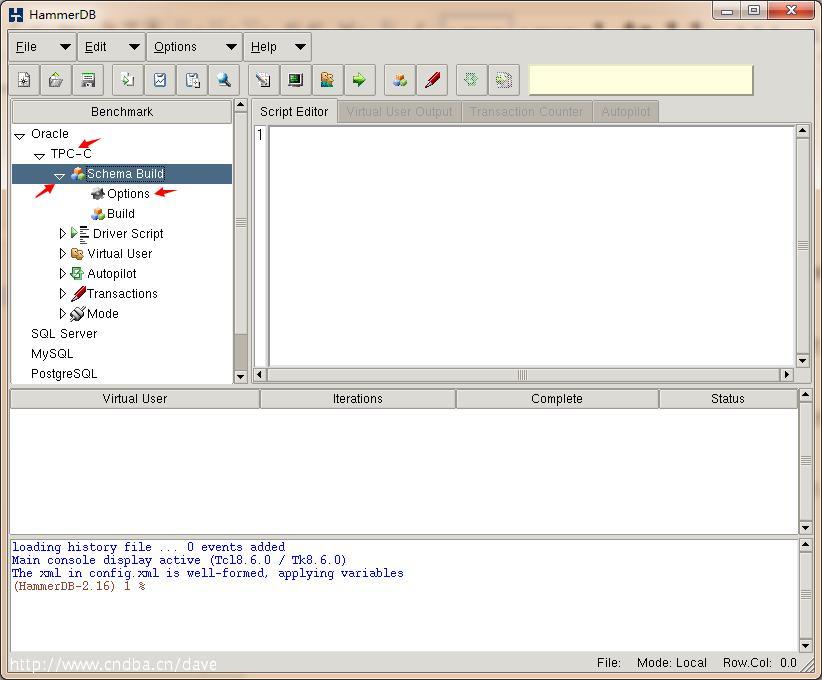 HammerDB
File Edit Options Help
Benchmark
Script Editor Virtual User Output Transaction Counter Autopilot
Oracle
1
TPC-C
Schema Build
Options
Build
Driver Script
Virtual User
Autopilot
Transactions
Mode
SQL Server
MySQL
PostgreSQL
Virtual User Iterations Complete Status
loading history file ... 0 events added
Main console display active (Tcl8.6.0 / Tk8.6.0)
The xml in config.xml is well-formed, applying variables
(HammerDB-2.16) 1 %
http://www.cndba.cn/dave
File: Mode: Local Row.Col: 0.0